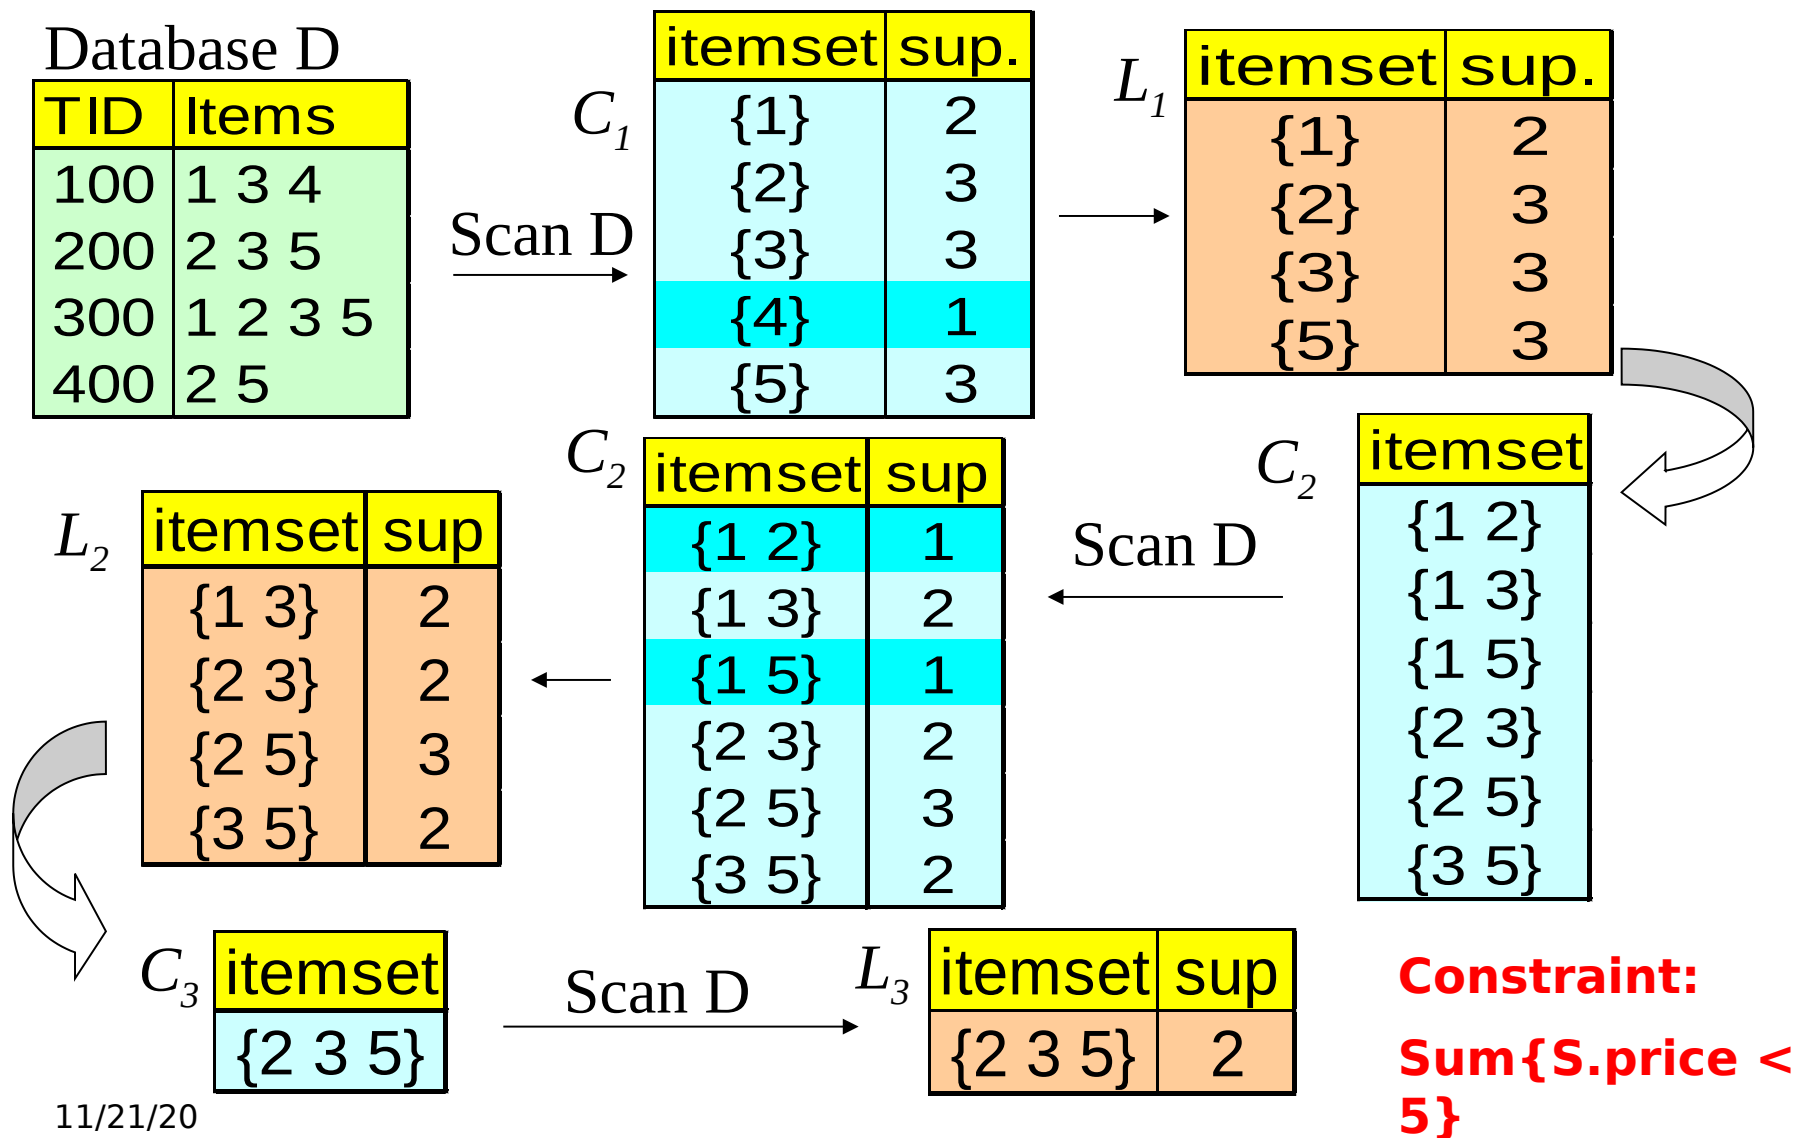 Database D
TID Items
100 1 3 4
200 2 3 5
300 1 2 3 5
400 2 5
Scan D
C1
itemset sup.
{1} 2
{2} 3
{3} 3
{4} 1
{5} 3
L1
itemset sup.
{1} 2
{2} 3
{3} 3
{5} 3
C2
itemset
{1 2}
{1 3}
{1 5}
{2 3}
{2 5}
{3 5}
Scan D
C2
itemset sup
{1 2} 1
{1 3} 2
{1 5} 1
{2 3} 2
{2 5} 3
{3 5} 2
L2
itemset sup
{1 3} 2
{2 3} 2
{2 5} 3
{3 5} 2
C3
itemset
{2 3 5}
Scan D
L3
itemset sup
{2 3 5} 2
Constraint:
Sum{S.price <
5}
11/21/20